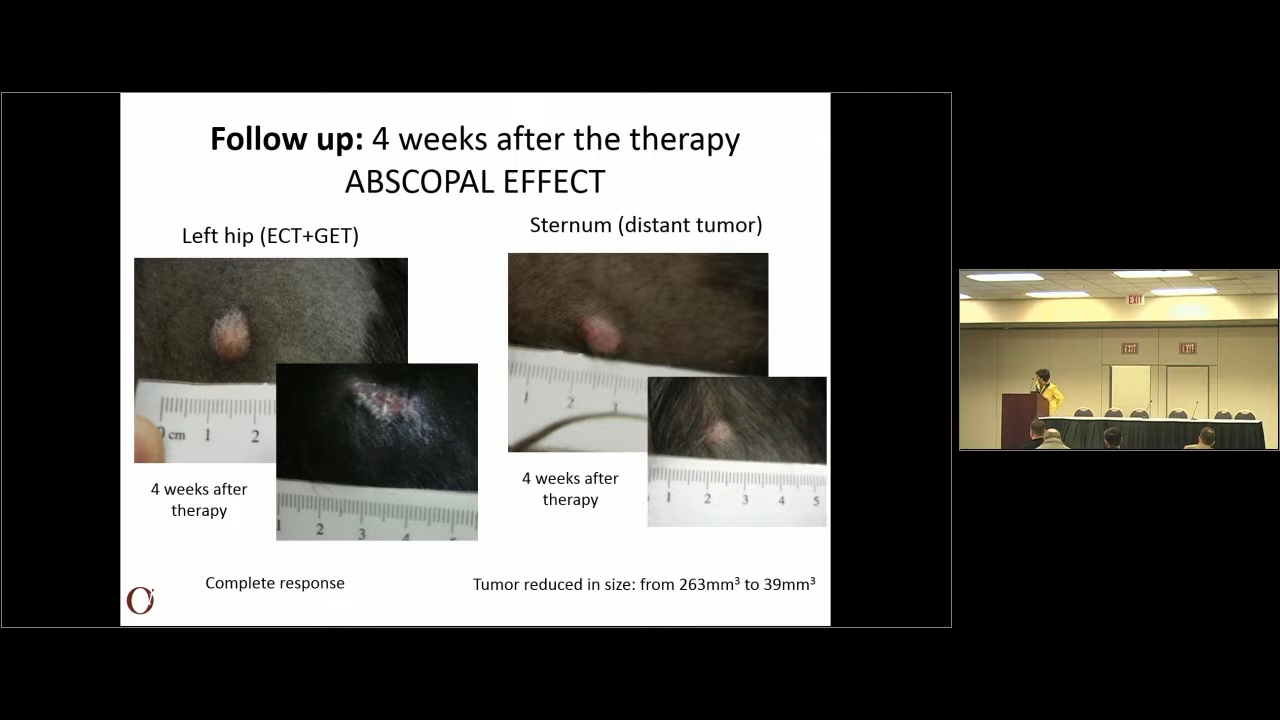 Follow up: 4 weeks after the therapy
ABSCOPAL EFFECT
Left hip (ECT+GET)
Sternum (distant tumor)
0 cm 1 2
2 3 4
1 2 3
1 2 3 4 5
4 weeks after
therapy
4 weeks after
therapy
Complete response
Tumor reduced in size: from 263mm³ to 39mm³
EXIT
EXIT
EXIT